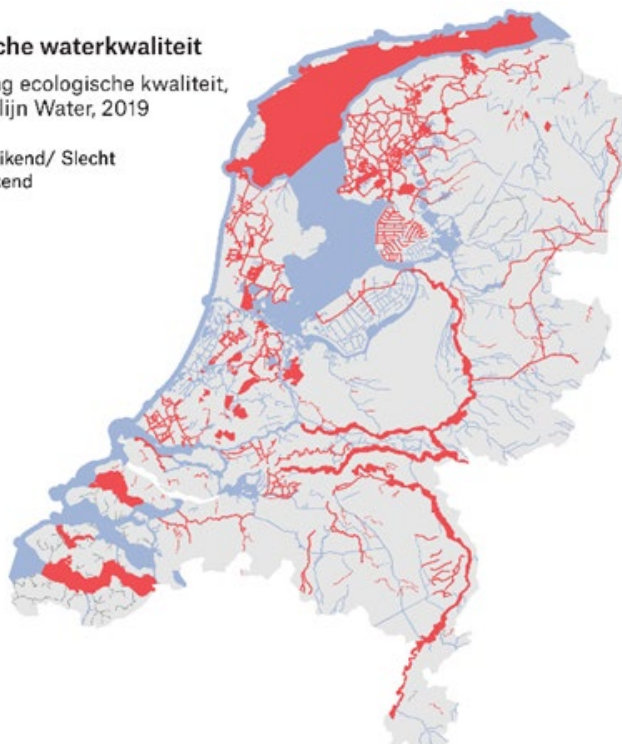 che waterkwaliteit
g ecologische kwaliteit,
lijn Water, 2019
ikend/ Slecht
end